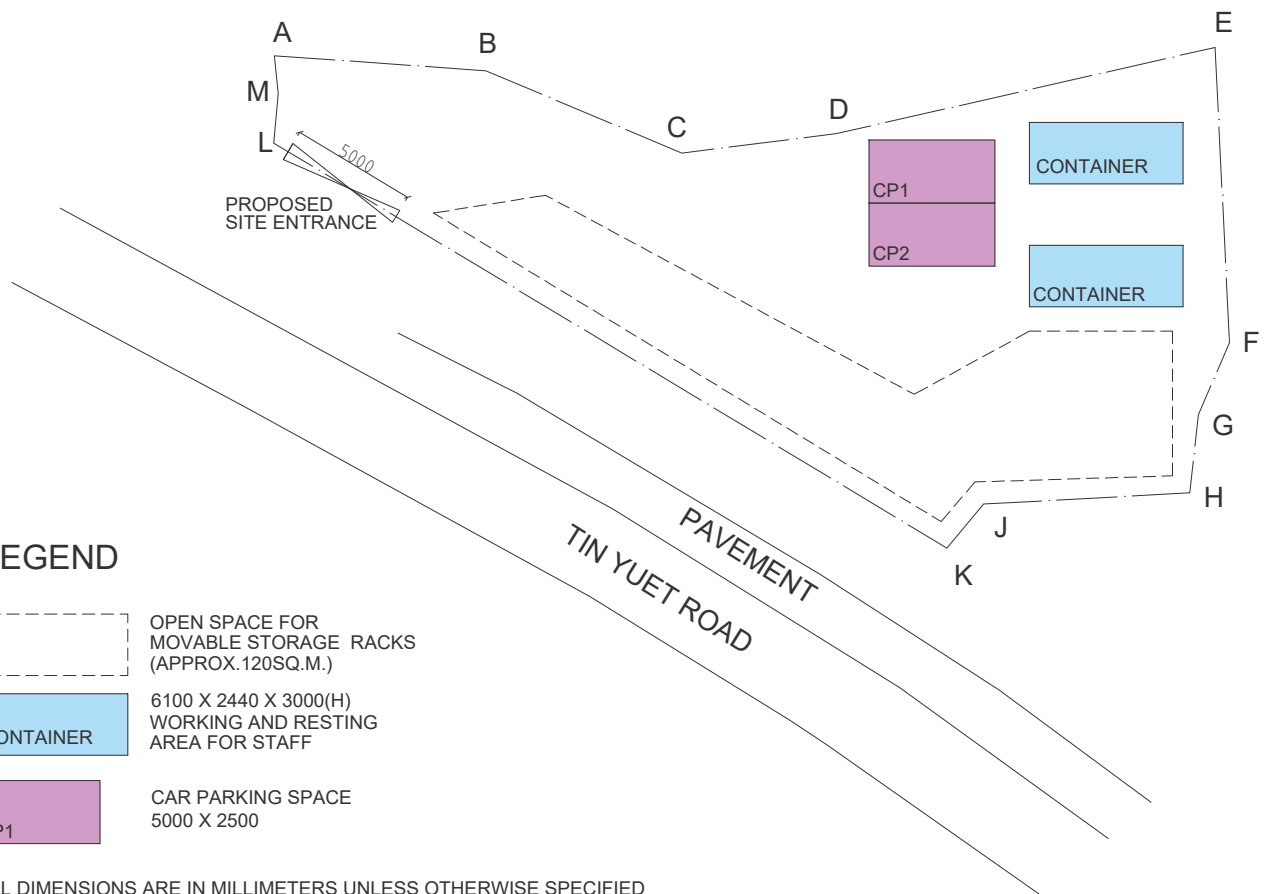 A
B
C
D
E
M
L
5000
PROPOSED
SITE ENTRANCE
CP1
CP2
CONTAINER
CONTAINER
F
G
H
J
K
PAVEMENT
TIN YUET ROAD
EGEND
OPEN SPACE FOR
MOVABLE STORAGE RACKS
(APPROX.120SQ.M.)
ONTAINER
6100 X 2440 X 3000(H)
WORKING AND RESTING
AREA FOR STAFF
P1
CAR PARKING SPACE
5000 X 2500
L DIMENSIONS ARE IN MILLIMETERS UNLESS OTHERWISE SPECIFIED